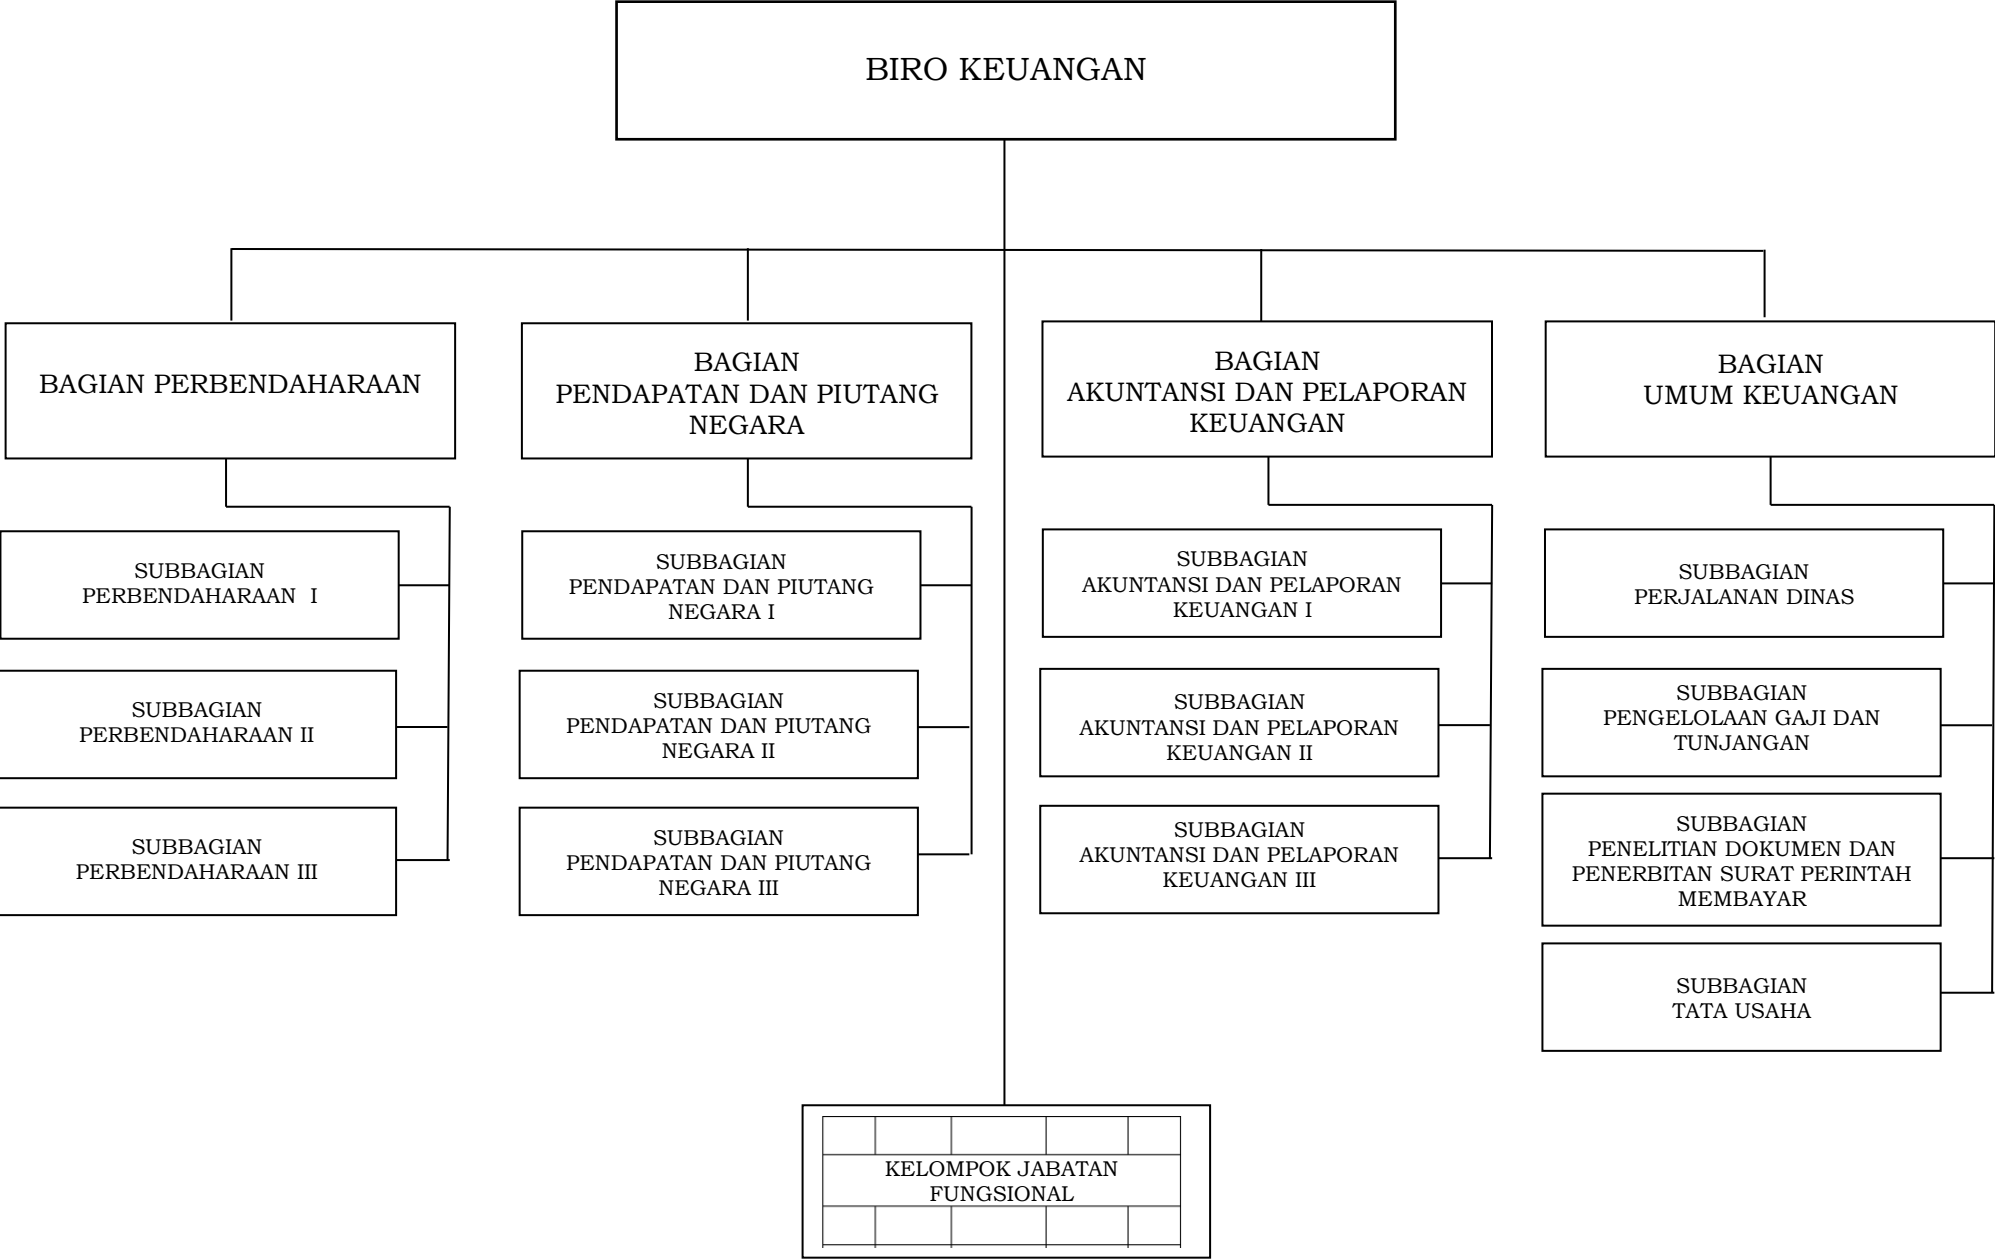 BIRO KEUANGAN
BAGIAN PERBENDAHARAAN
BAGIAN
PENDAPATAN DAN PIUTANG
NEGARA
BAGIAN
AKUNTANSI DAN PELAPORAN
KEUANGAN
BAGIAN
UMUM KEUANGAN
SUBBAGIAN
PERBENDAHARAAN I
SUBBAGIAN
PERBENDAHARAAN II
SUBBAGIAN
PERBENDAHARAAN III
SUBBAGIAN
PENDAPATAN DAN PIUTANG
NEGARA I
SUBBAGIAN
PENDAPATAN DAN PIUTANG
NEGARA II
SUBBAGIAN
PENDAPATAN DAN PIUTANG
NEGARA III
SUBBAGIAN
AKUNTANSI DAN PELAPORAN
KEUANGAN I
SUBBAGIAN
AKUNTANSI DAN PELAPORAN
KEUANGAN II
SUBBAGIAN
AKUNTANSI DAN PELAPORAN
KEUANGAN III
SUBBAGIAN
PERJALANAN DINAS
SUBBAGIAN
PENGELOLAAN GAJI DAN
TUNJANGAN
SUBBAGIAN
PENELITIAN DOKUMEN DAN
PENERBITAN SURAT PERINTAH
MEMBAYAR
SUBBAGIAN
TATA USAHA
KELOMPOK JABATAN
FUNGSIONAL